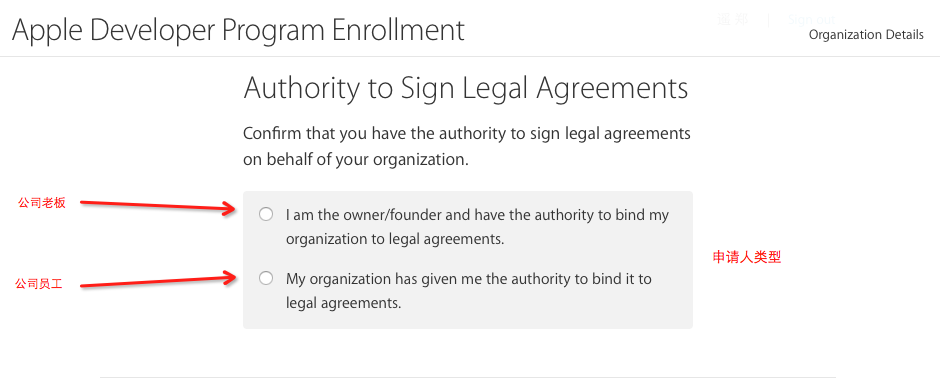 Sign out
Apple Developer Program Enrollment
Organization Details
Authority to Sign Legal Agreements
Confirm that you have the authority to sign legal agreements
on behalf of your organization.
公司老板
I am the owner/founder and have the authority to bind my
organization to legal agreements.
申请人类型
公司员工
My organization has given me the authority to bind it to
legal agreements.